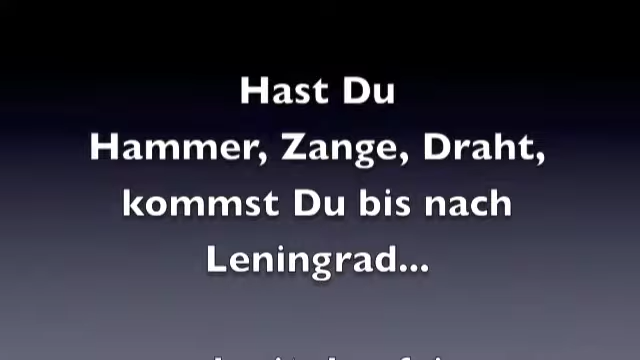 Hast Du
Hammer, Zange, Draht,
kommst Du bis nach
Leningrad...